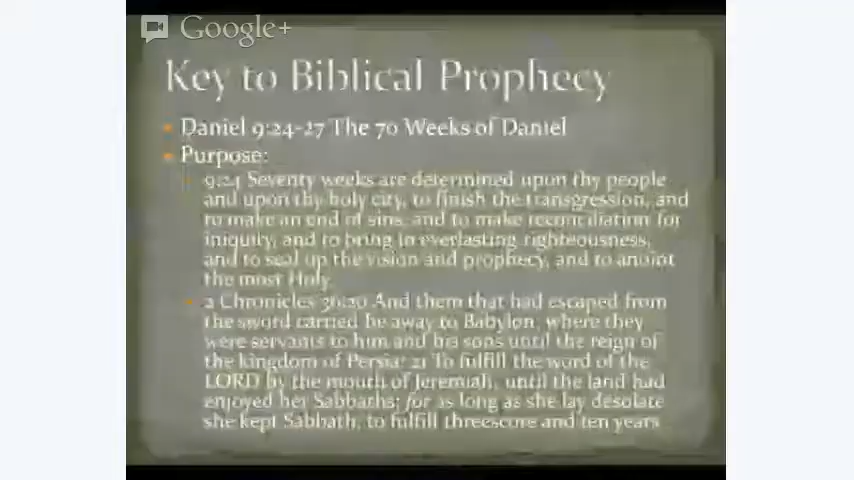 Google+
Key to Biblical Prophecy
Daniel 9:24-27 The 70 Weeks of Daniel
Purpose:
9:24 Seventy weeks are determined upon thy people
and upon thy holy city, to finish the transgression, and
to make an end of sins, and to make reconciliation for
iniquity, and to bring in everlasting righteousness,
and to seal up the vision and prophecy, and to anoint
the most Holy.
2 Chronicles 36:20 And them that had escaped from
the sword carried he away to Babylon; where they
were servants to him and his sons until the reign of
the kingdom of Persia: 21 To fulfill the word of the
LORD by the mouth of Jeremiah, until the land had
enjoyed her Sabbaths: for as long as she lay desolate
she kept Sabbath, to fulfill threescore and ten years